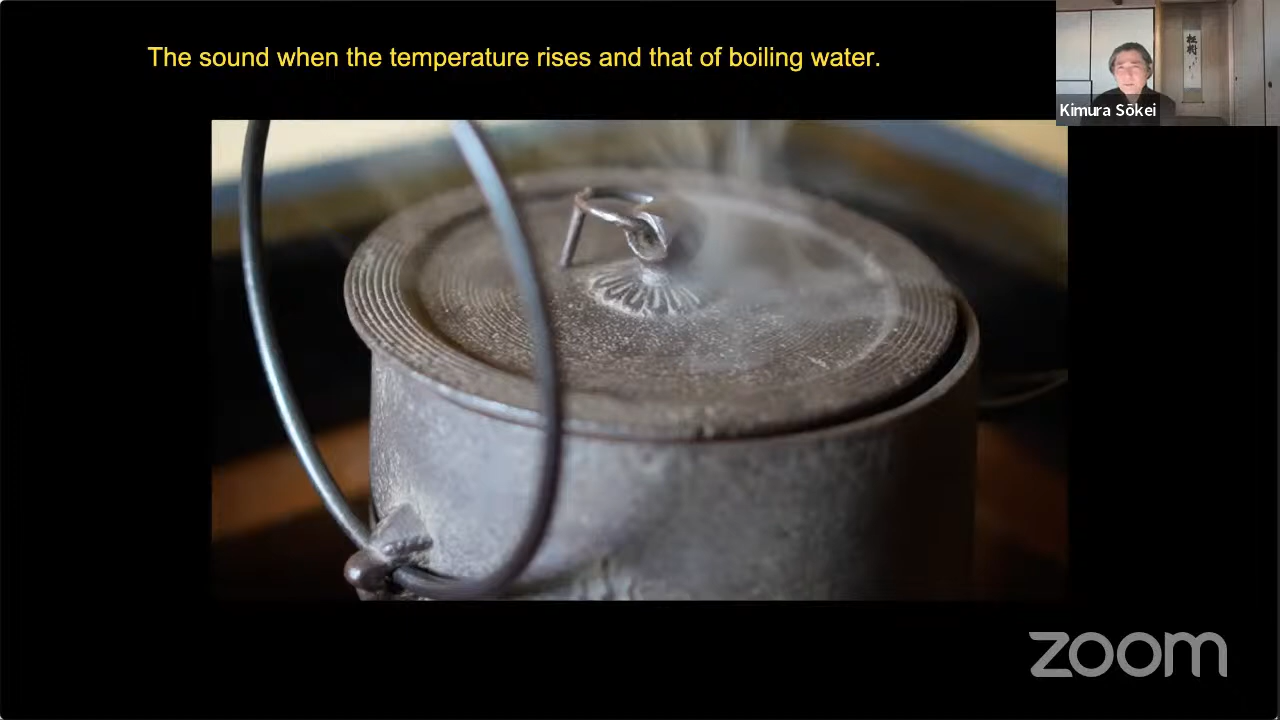 The sound when the temperature rises and that of boiling water.
Kimura Sōkei
zoom